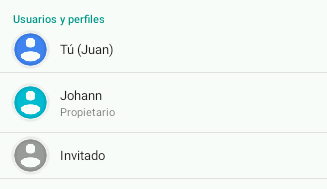 Usuarios y perfiles
Tú (Juan)
Johann
Propietario
Invitado